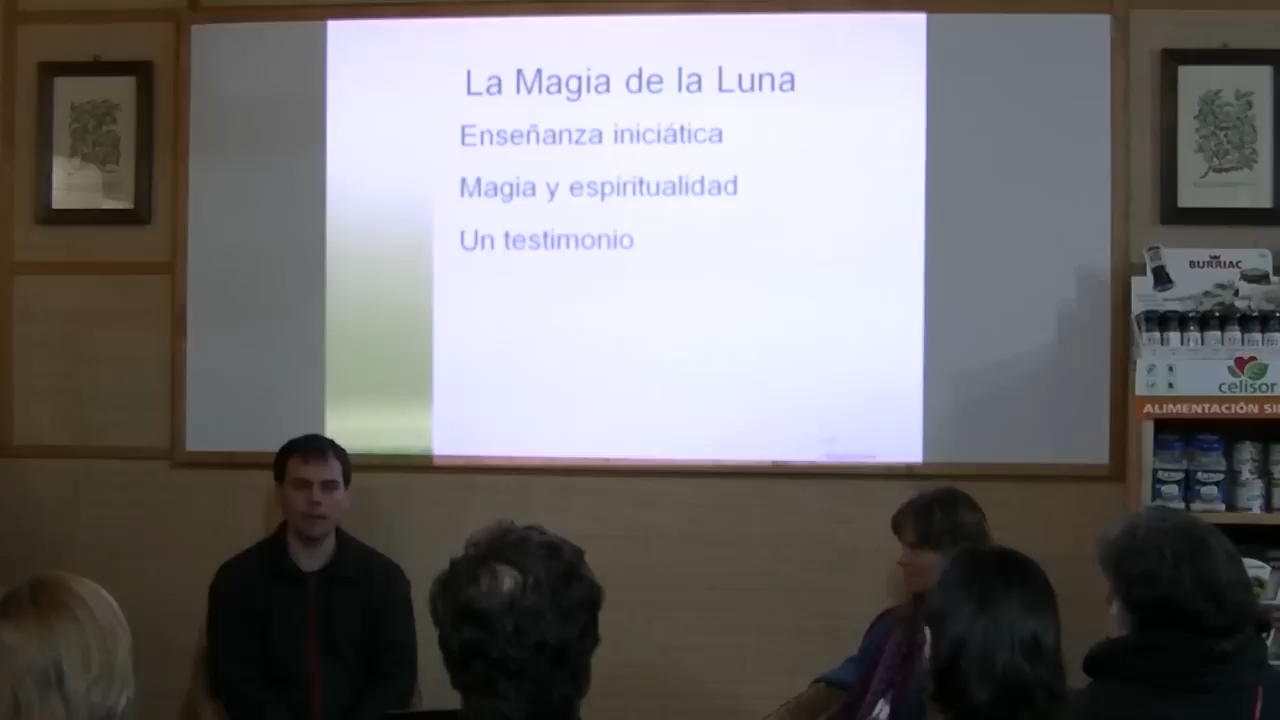 La Magia de la Luna
Enseñanza iniciática
Magia y espiritualidad
Un testimonio
BURRIAC
celisor
ALIMENTACIÓN